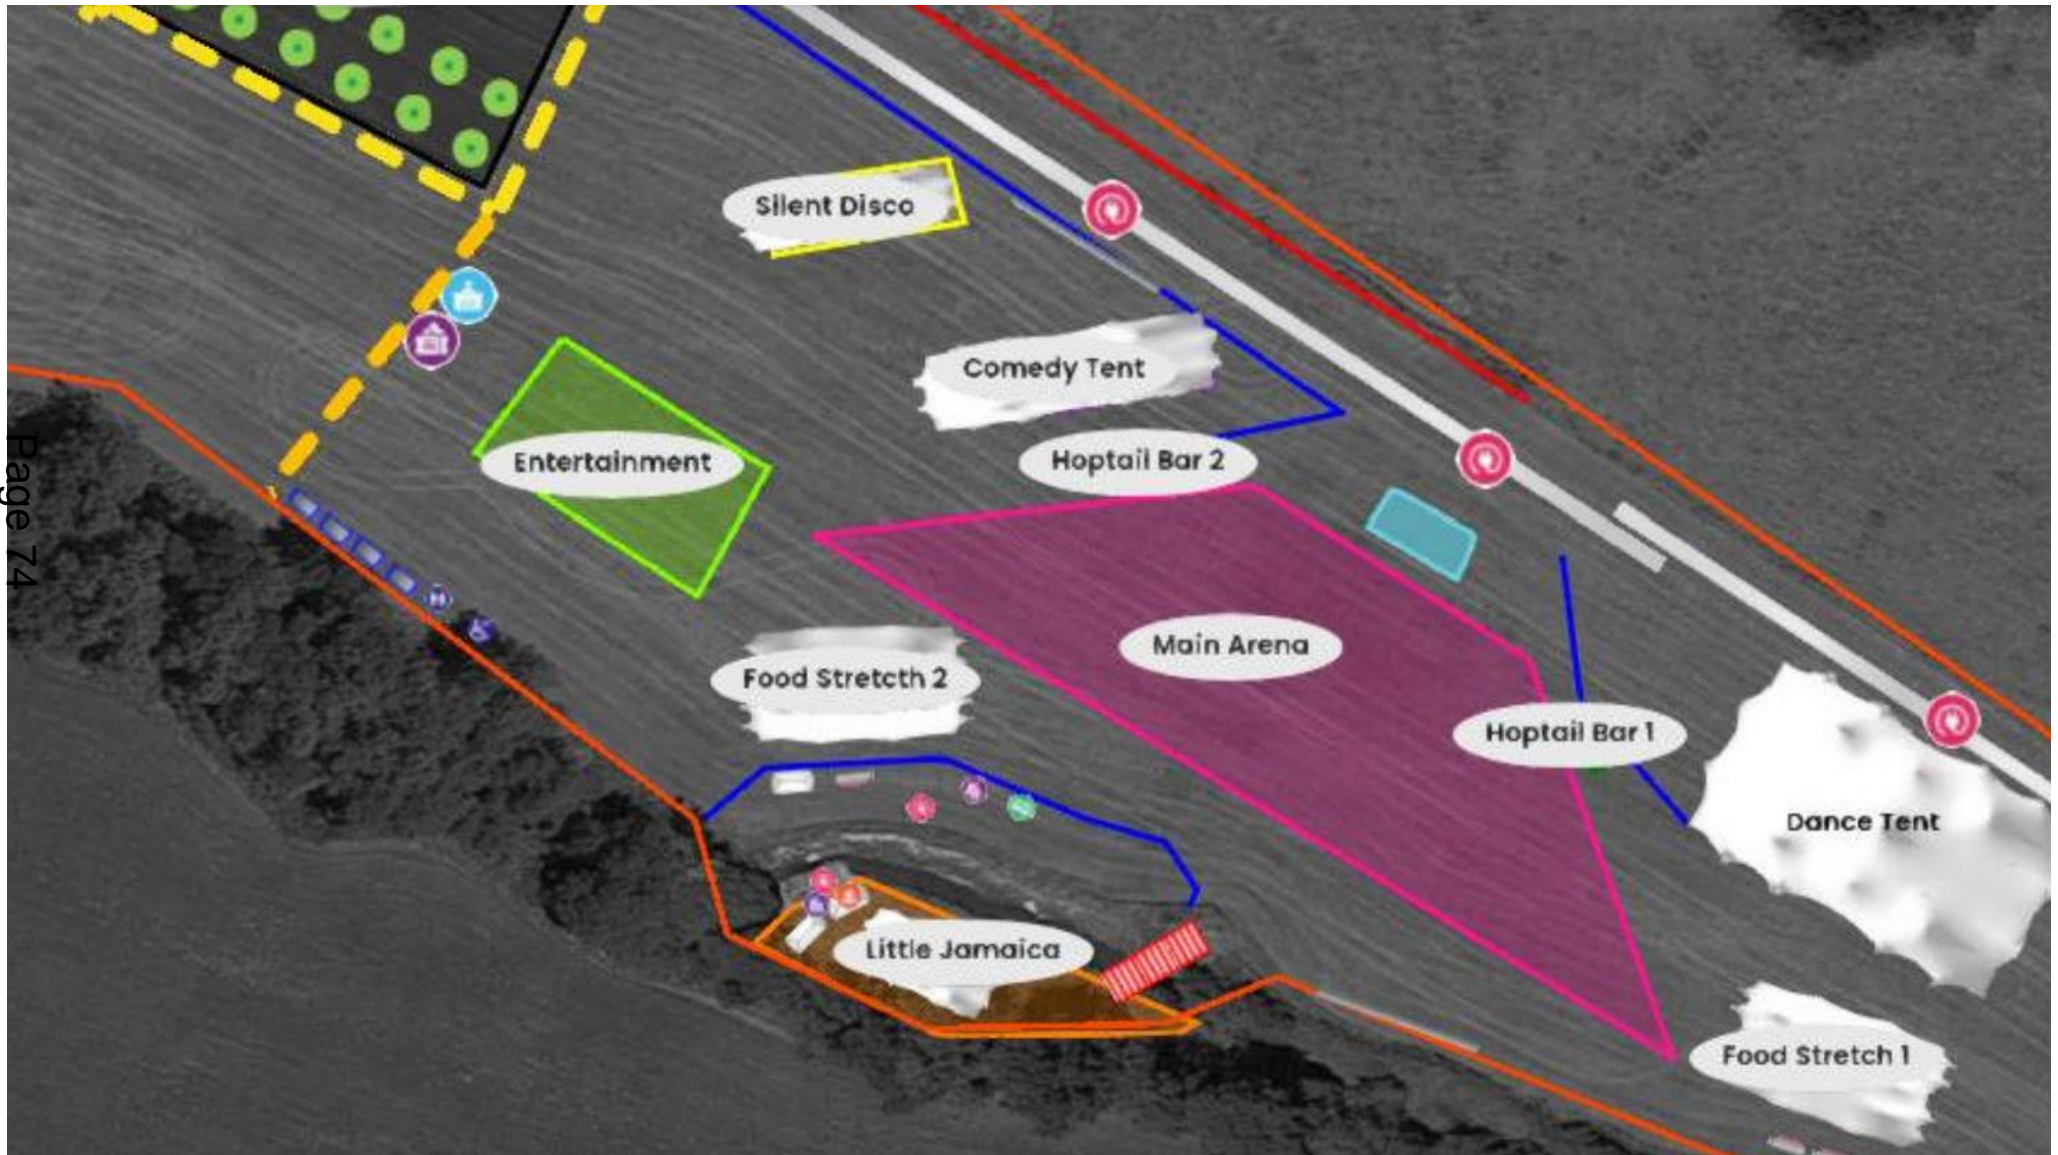 Silent Disco
Comedy Tent
Page 74
Entertainment
Hoptail Bar 2
Main Arena
Food Stretcth 2
Hoptail Bar 1
Dance Tent
Little Jamaica
Food Stretch 1